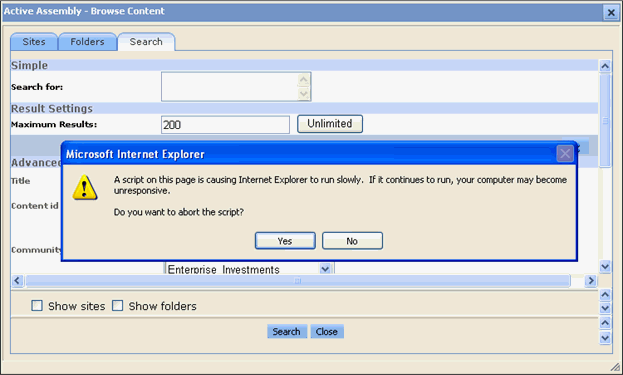 Active Assembly - Browse Content
Sites Folders Search
Simple
Search for:
Result Settings
Maximum Results: 200 Unlimited
Microsoft Internet Explorer
Advanced
Title
Content id
Community
A script on this page is causing Internet Explorer to run slowly. If it continues to run, your computer may become
unresponsive.
Do you want to abort the script?
Yes No
Enterprise_Investments
Show sites Show folders
Search Close